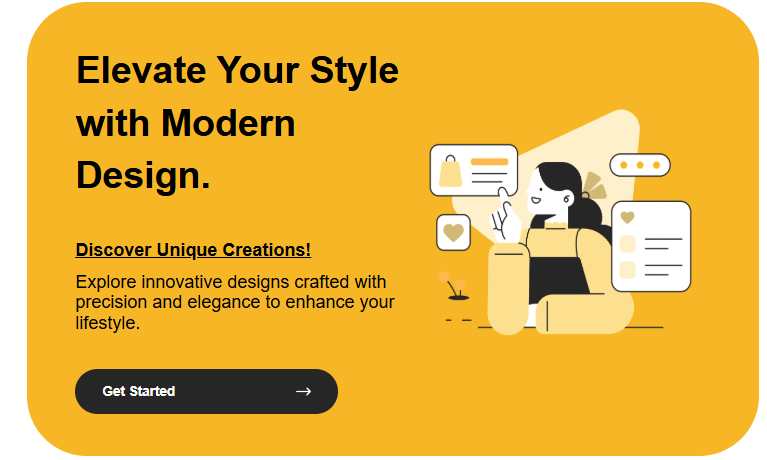 Elevate Your Style
with Modern
Design.
Discover Unique Creations!
Explore innovative designs crafted with
precision and elegance to enhance your
lifestyle.
Get Started